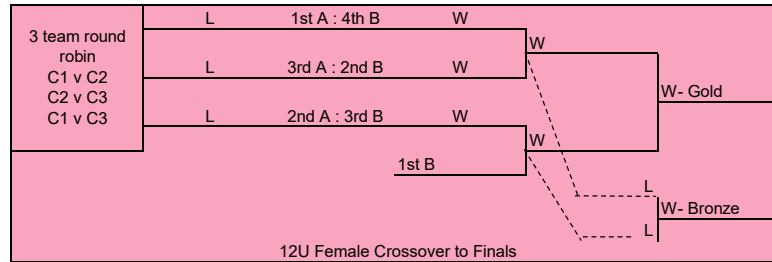 3 team round
robin
C1 v C2
C2 v C3
C1 v C3
L 1st A : 4th B W
W
L 3rd A : 2nd B W
W- Gold
L 2nd A : 3rd B W
W
1st B
L
W- Bronze
L
12U Female Crossover to Finals